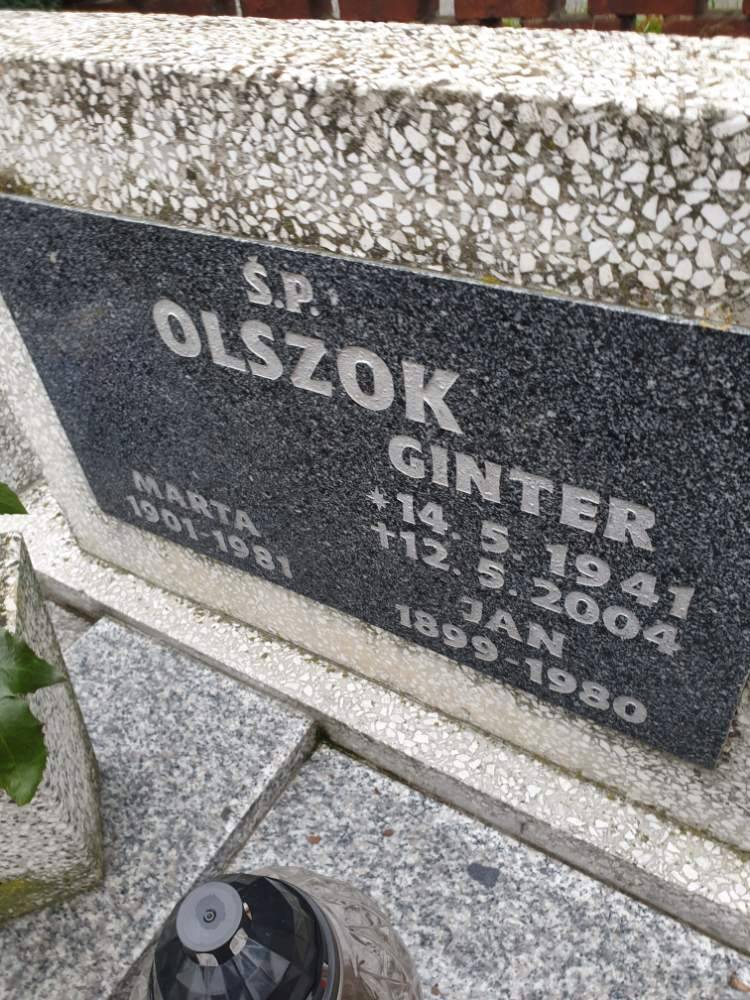 Ś.P.
OLSZOK
GINTER
*14. 5. 1941
†12. 5. 2004
MARTA
1901-1981
JAN
1899-1980